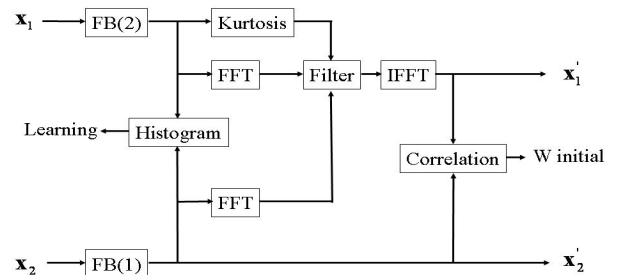 x1 FB(2) Kurtosis
FFT Filter IFFT x1'
Learning Histogram
Correlation W initial
FFT
x2 FB(1) x2'